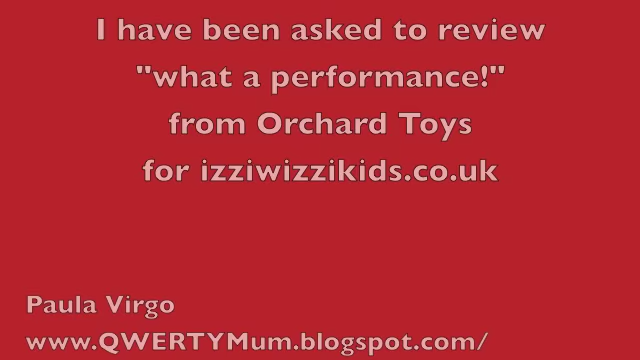 I have been asked to review
"what a performance!"
from Orchard Toys
for izziwizzikids.co.uk
Paula Virgo
www.QWERTYMum.blogspot.com/